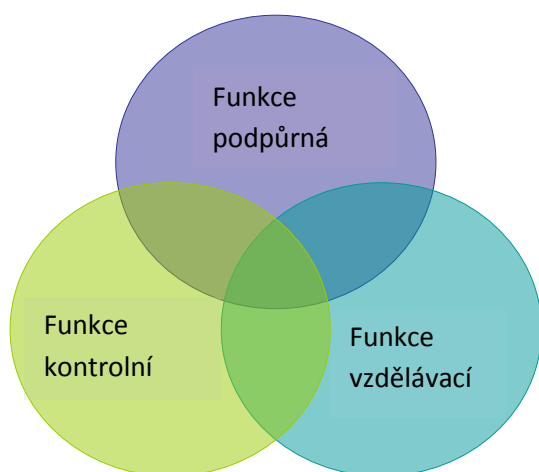 Funkce
podpůrná
Funkce
kontrolní
Funkce
vzdělávací